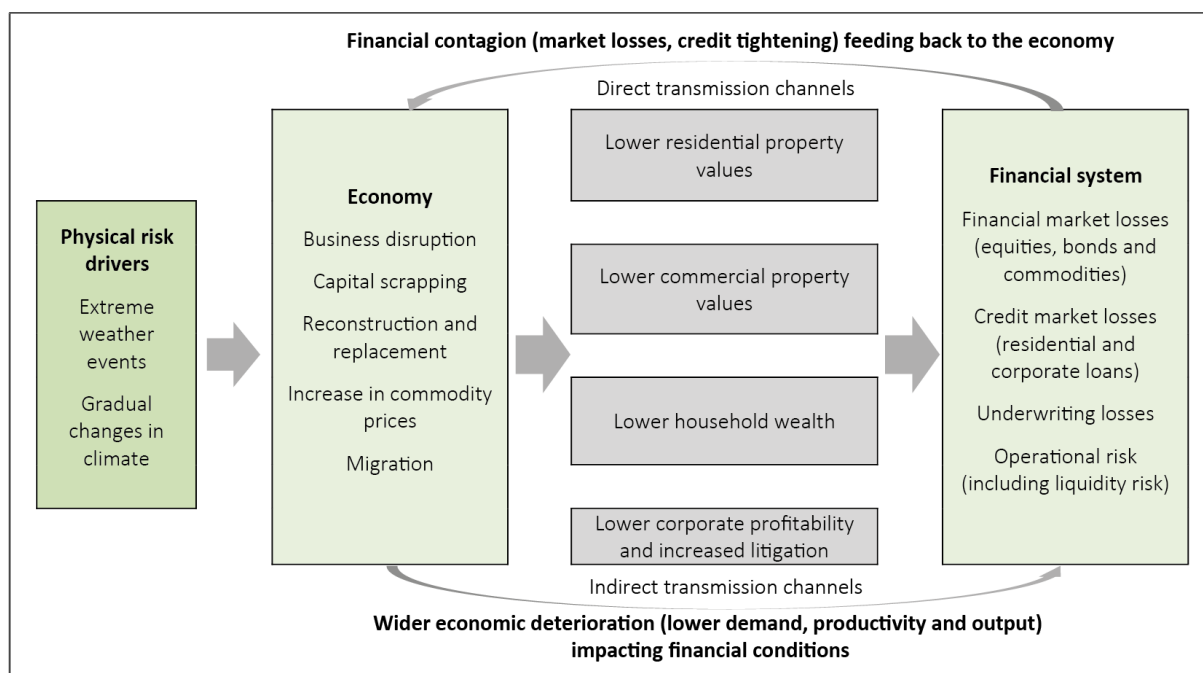 Financial contagion (market losses, credit tightening) feeding back to the economy
Direct transmission channels
Physical risk
drivers
Extreme
weather
events
Gradual
changes in
climate
Economy
Business disruption
Capital scrapping
Reconstruction and
replacement
Increase in commodity
prices
Migration
Lower residential property
values
Lower commercial property
values
Lower household wealth
Lower corporate profitability
and increased litigation
Financial system
Financial market losses
(equities, bonds and
commodities)
Credit market losses
(residential and
corporate loans)
Underwriting losses
Operational risk
(including liquidity risk)
Indirect transmission channels
Wider economic deterioration (lower demand, productivity and output)
impacting financial conditions